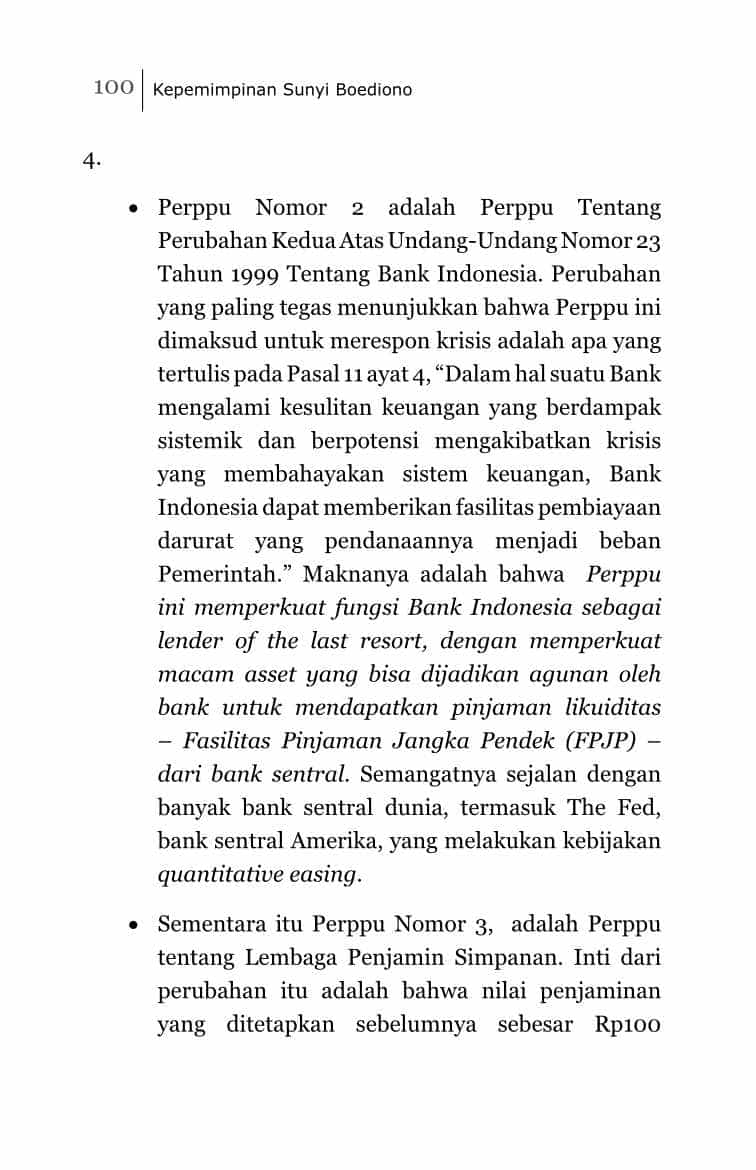 100 Kepemimpinan Sunyi Boediono
4.
• Perppu Nomor 2 adalah Perppu Tentang
Perubahan Kedua Atas Undang-Undang Nomor 23
Tahun 1999 Tentang Bank Indonesia. Perubahan
yang paling tegas menunjukkan bahwa Perppu ini
dimaksud untuk merespon krisis adalah apa yang
tertulis pada Pasal 11 ayat 4, “Dalam hal suatu Bank
mengalami kesulitan keuangan yang berdampak
sistemik dan berpotensi mengakibatkan krisis
yang membahayakan sistem keuangan, Bank
Indonesia dapat memberikan fasilitas pembiayaan
darurat yang pendanaannya menjadi beban
Pemerintah.” Maknanya adalah bahwa Perppu
ini memperkuat fungsi Bank Indonesia sebagai
lender of the last resort, dengan memperkuat
macam asset yang bisa dijadikan agunan oleh
bank untuk mendapatkan pinjaman likuiditas
– Fasilitas Pinjaman Jangka Pendek (FPJP) –
dari bank sentral. Semangatnya sejalan dengan
banyak bank sentral dunia, termasuk The Fed,
bank sentral Amerika, yang melakukan kebijakan
quantitative easing.
• Sementara itu Perppu Nomor 3, adalah Perppu
tentang Lembaga Penjamin Simpanan. Inti dari
perubahan itu adalah bahwa nilai penjaminan
yang ditetapkan sebelumnya sebesar Rp100